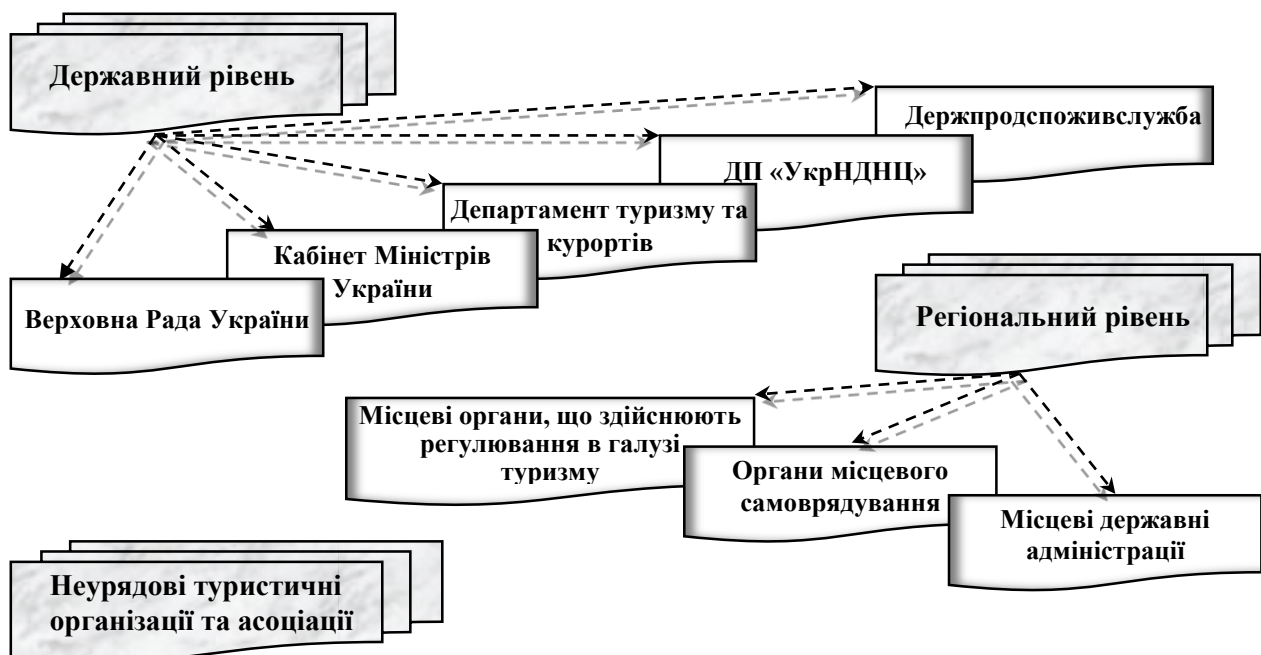 Державний рівень
Держпродспоживслужба
ДП «УкрНДНЦ»
Департамент туризму та
курортів
Кабінет Міністрів
України
Верховна Рада України
Регіональний рівень
Місцеві органи, що здійснюють
регулювання в галузі
туризму
Органи місцевого
самоврядування
Місцеві державні
адміністрації
Неурядові туристичні
організації та асоціації